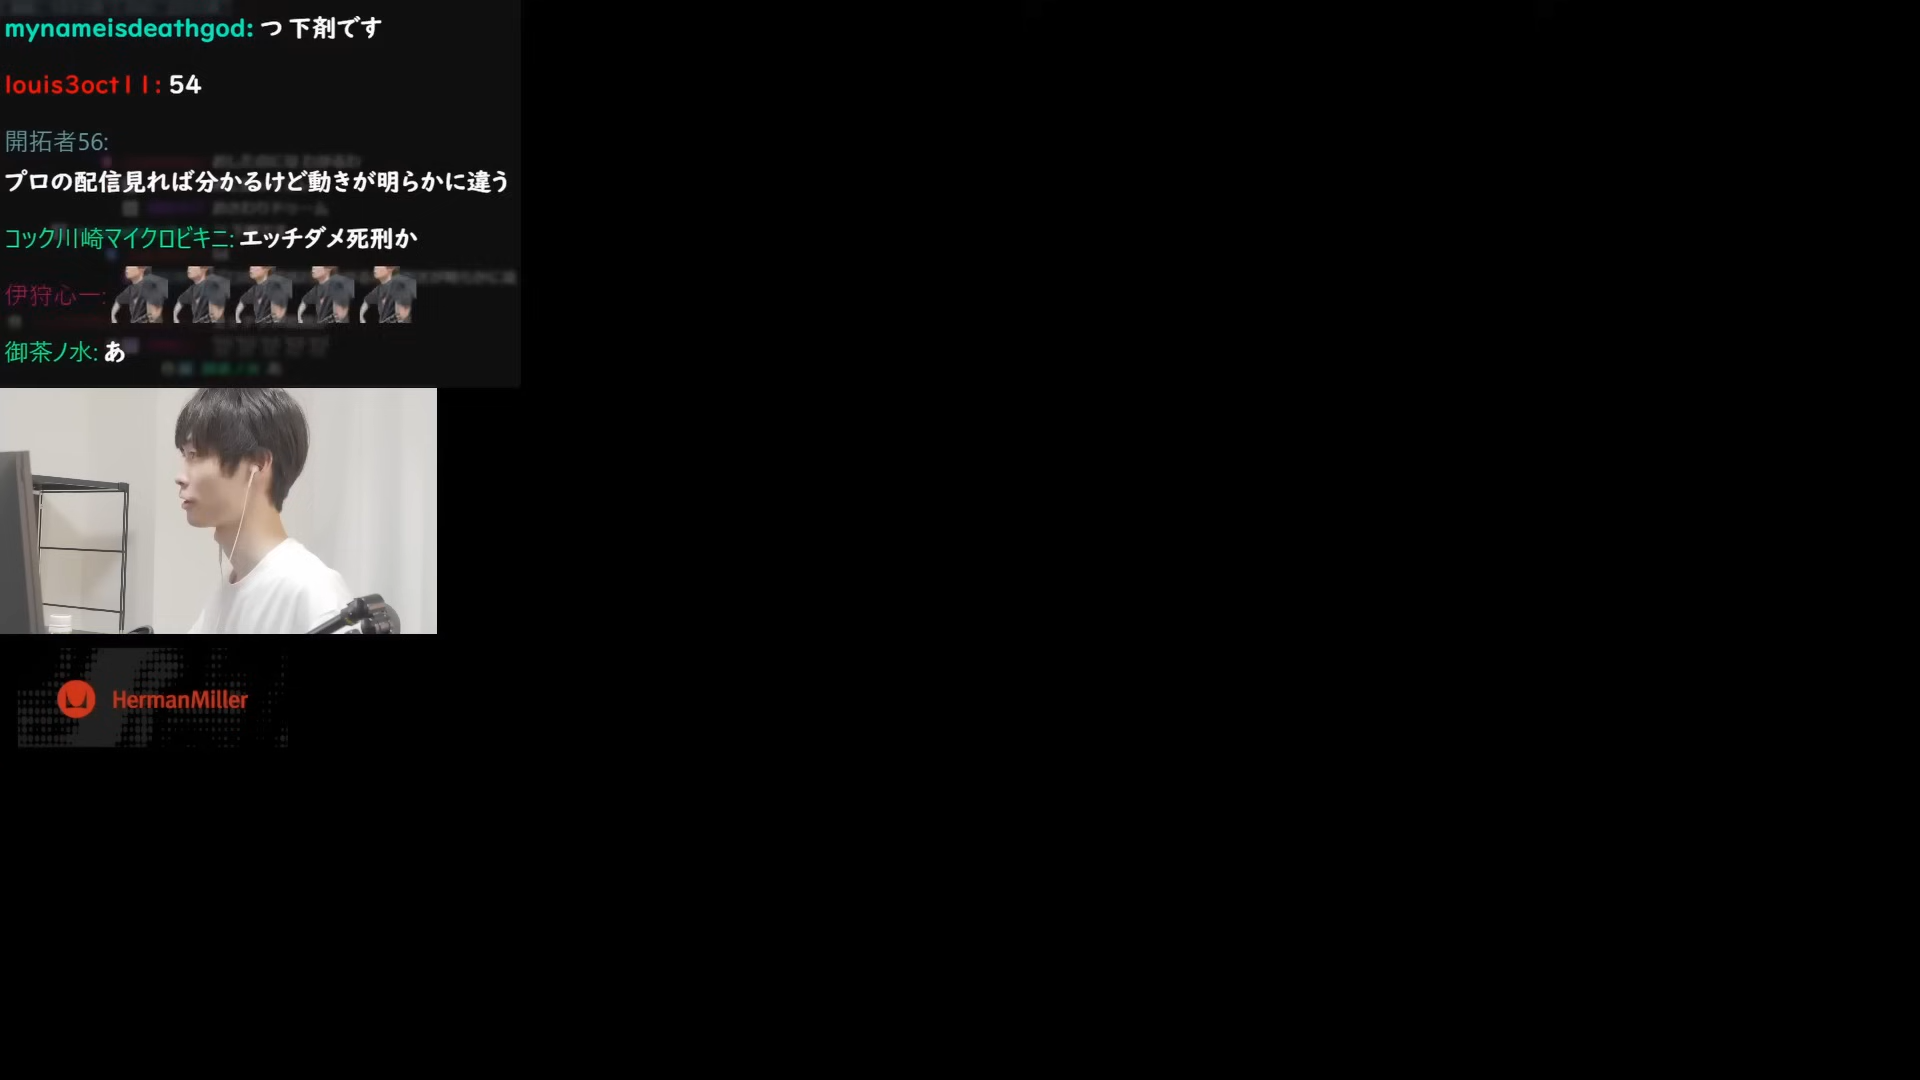 mynameisdeathgod: つ 下剤です
louis3oct11: 54
開拓者56:
プロの配信見れば分かるけど動きが明らかに違う
コック川崎マイクロビキニ: エッチダメ死刑か
伊狩心一:
御茶ノ水: あ
HermanMiller